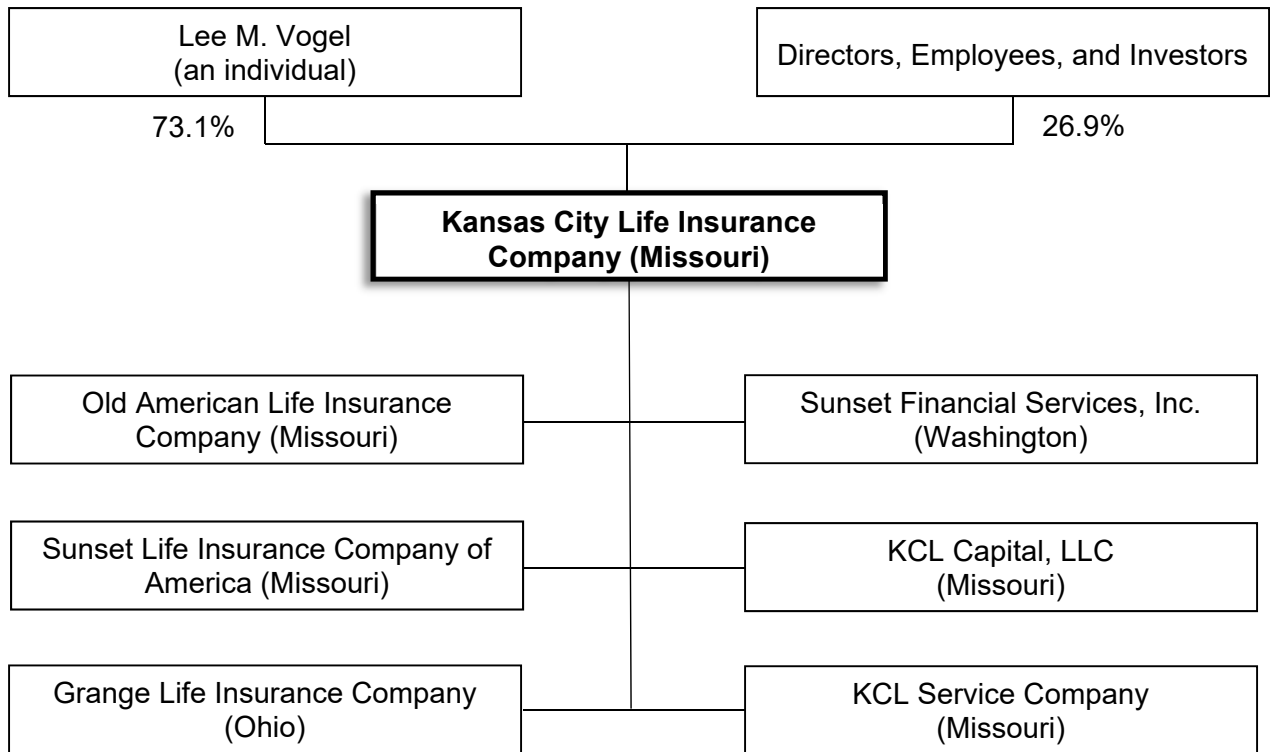 Lee M. Vogel
(an individual)
Directors, Employees, and Investors
73.1%
26.9%
Kansas City Life Insurance
Company (Missouri)
Old American Life Insurance
Company (Missouri)
Sunset Financial Services, Inc.
(Washington)
Sunset Life Insurance Company of
America (Missouri)
KCL Capital, LLC
(Missouri)
Grange Life Insurance Company
(Ohio)
KCL Service Company
(Missouri)